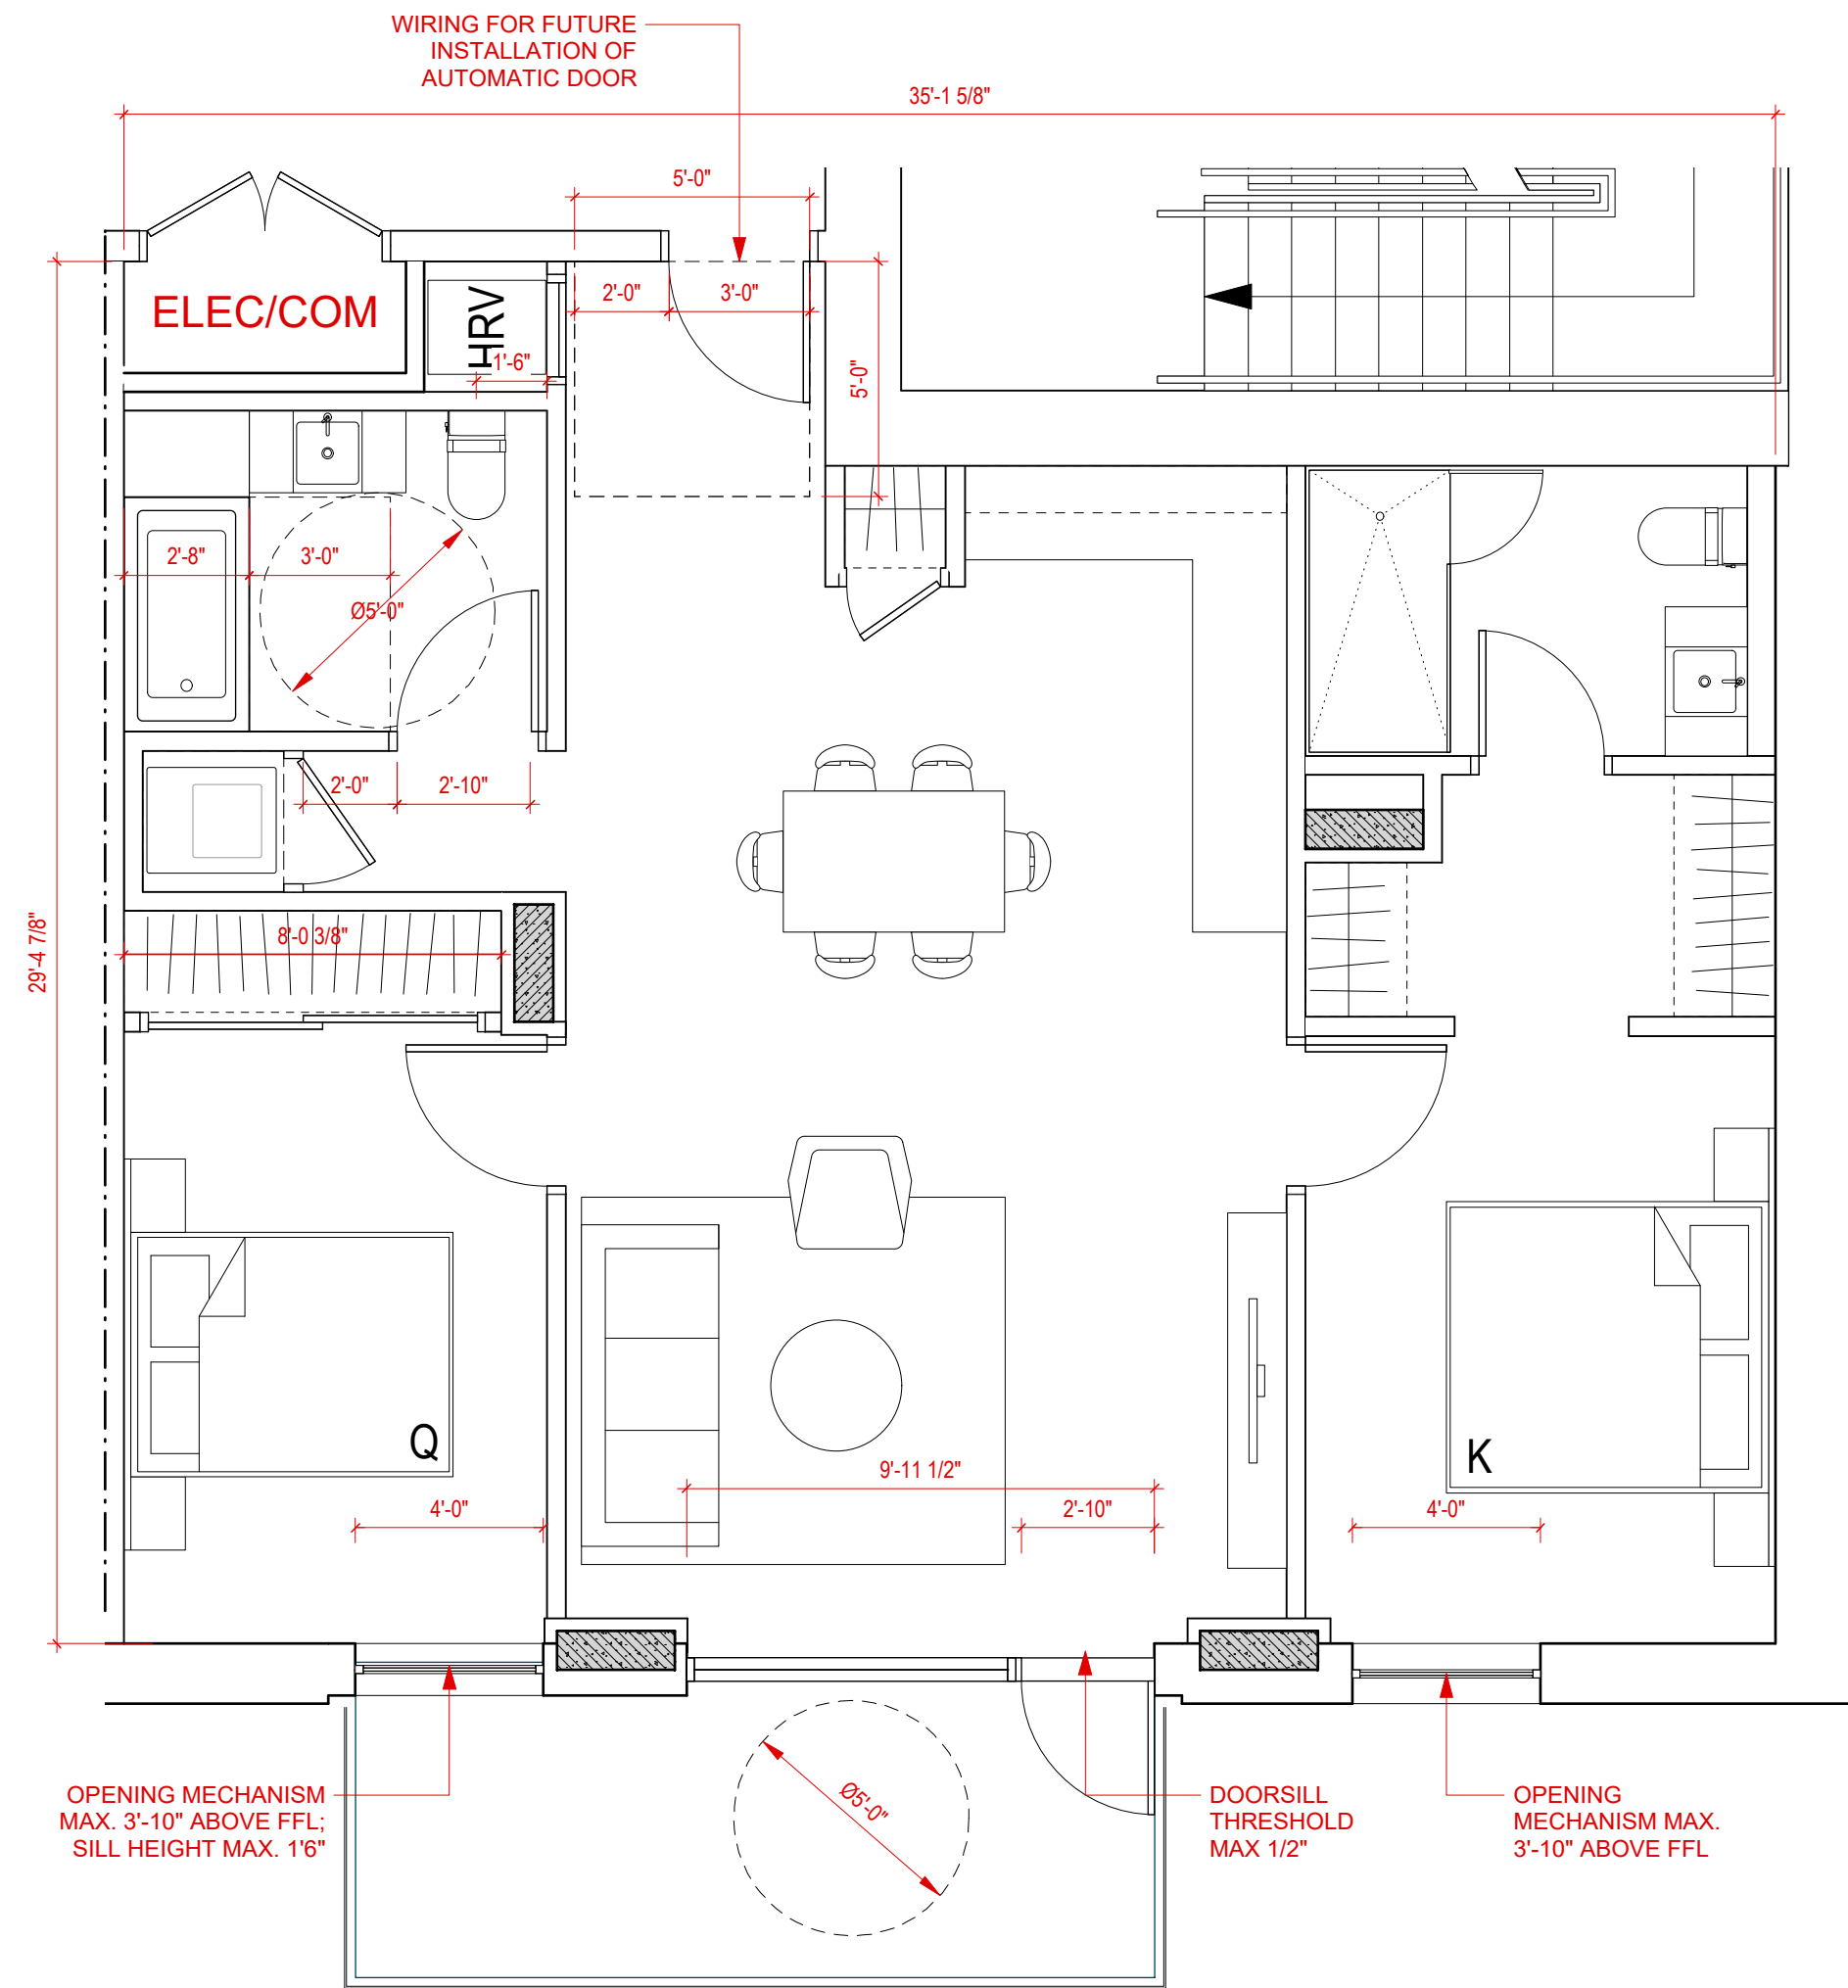 WIRING FOR FUTURE
INSTALLATION OF
AUTOMATIC DOOR
35'-1 5/8"
5'-0"
ELEC/COM
HRV
2'-0"
3'-0"
1'-6"
5'-0"
2'-8"
3'-0"
Ø5'-0"
2'-0"
2'-10"
8'-0 3/8"
29'-4 7/8"
Q
K
9'-11 1/2"
4'-0"
2'-10"
4'-0"
OPENING MECHANISM
MAX. 3'-10" ABOVE FFL;
SILL HEIGHT MAX. 1'6"
Ø5'-0"
DOORSILL
THRESHOLD
MAX 1/2"
OPENING
MECHANISM MAX.
3'-10" ABOVE FFL